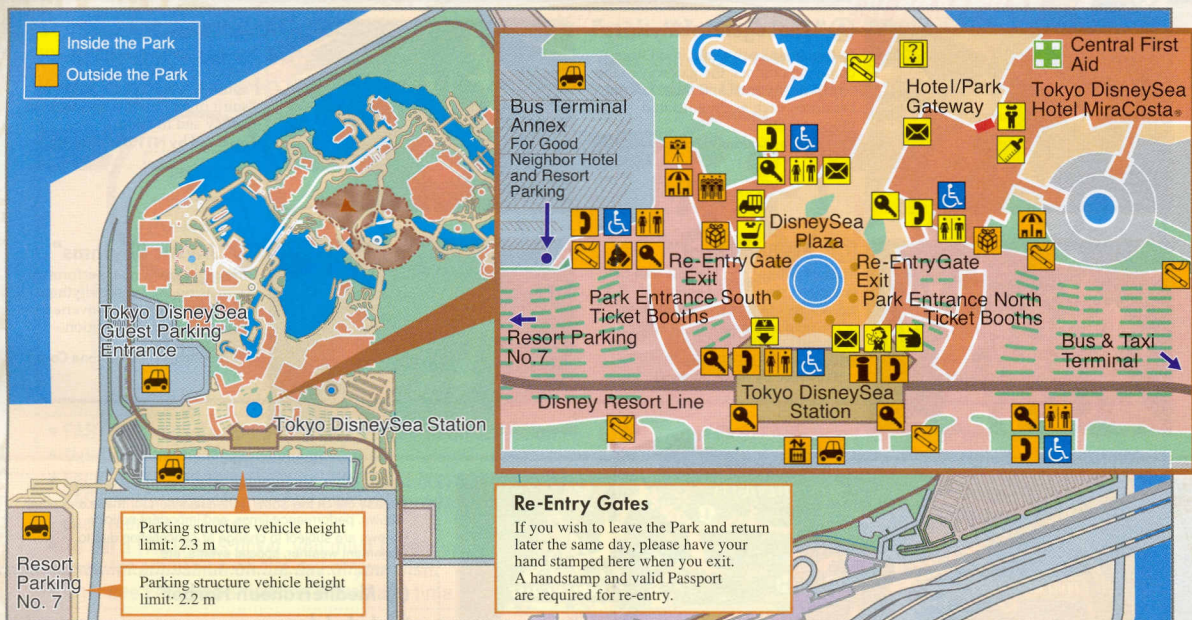 Inside the Park
Outside the Park
Tokyo DisneySea
Guest Parking
Entrance
Tokyo DisneySea Station
Parking structure vehicle height
limit: 2.3 m
Parking structure vehicle height
limit: 2.2 m
Resort
Parking
No. 7
Bus Terminal
Annex
For Good
Neighbor Hotel
and Resort
Parking
Hotel/Park
Gateway
Central First
Aid
Tokyo DisneySea
Hotel MiraCosta®
DisneySea
Plaza
Re-Entry Gate
Exit
Re-Entry Gate
Exit
Park Entrance South
Ticket Booths
Park Entrance North
Ticket Booths
Resort Parking
No.7
Bus & Taxi
Terminal
Disney Resort Line
Tokyo DisneySea
Station
Re-Entry Gates
If you wish to leave the Park and return
later the same day, please have your
hand stamped here when you exit.
A handstamp and valid Passport
are required for re-entry.